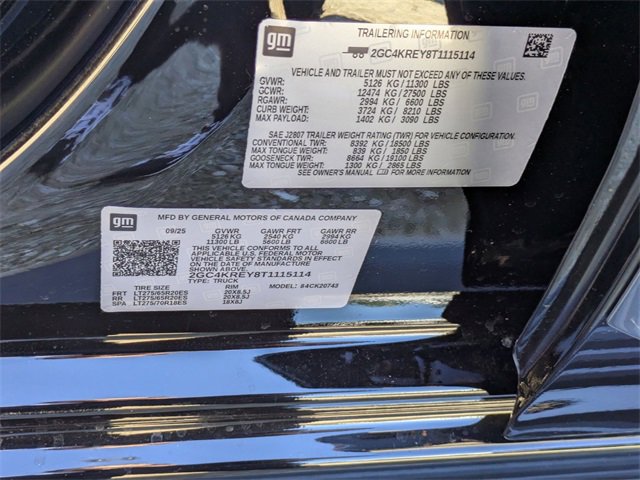 TRAILERING INFORMATION
gm
2GC4KREY8T1115114
VEHICLE AND TRAILER MUST NOT EXCEED ANY OF THESE VALUES.
GVWR: 5126 KG/11300 LBS
GCWR: 12474 KG/27500 LBS
RGAWR: 2994 KG/ 6600 LBS
CURB WEIGHT: 3724 KG/ 8210 LBS
MAX PAYLOAD: 1402 KG/ 3090 LBS
SAE J2807 TRAILER WEIGHT RATING (TWR) FOR VEHICLE CONFIGURATION.
CONVENTIONAL TWR: 8392 KG/18500 LBS
MAX TONGUE WEIGHT: 839 KG/ 1850 LBS
GOOSENECK TWR: 8664 KG/19100 LBS
MAX TONGUE WEIGHT: 1300 KG/ 2865 LBS
SEE OWNER'S MANUAL FOR MORE INFORMATION
gm
MFD BY GENERAL MOTORS OF CANADA COMPANY
09/25 GVWR GAWR FRT GAWR RR
5126 KG 2540 KG 2994 KG
11300 LB 5600 LB 6600 LB
THIS VEHICLE CONFORMS TO ALL
APPLICABLE U.S. FEDERAL MOTOR
VEHICLE SAFETY STANDARDS IN EFFECT
ON THE DATE OF MANUFACTURE
SHOWN ABOVE.
2GC4KREY8T1115114
TYPE: TRUCK MODEL: 84CK20743
TIRE SIZE RIM
FRT LT275/65R20ES 20X8.5J
RR LT275/65R20ES 20X8.5J
SPA LT275/70R18ES 18X8J